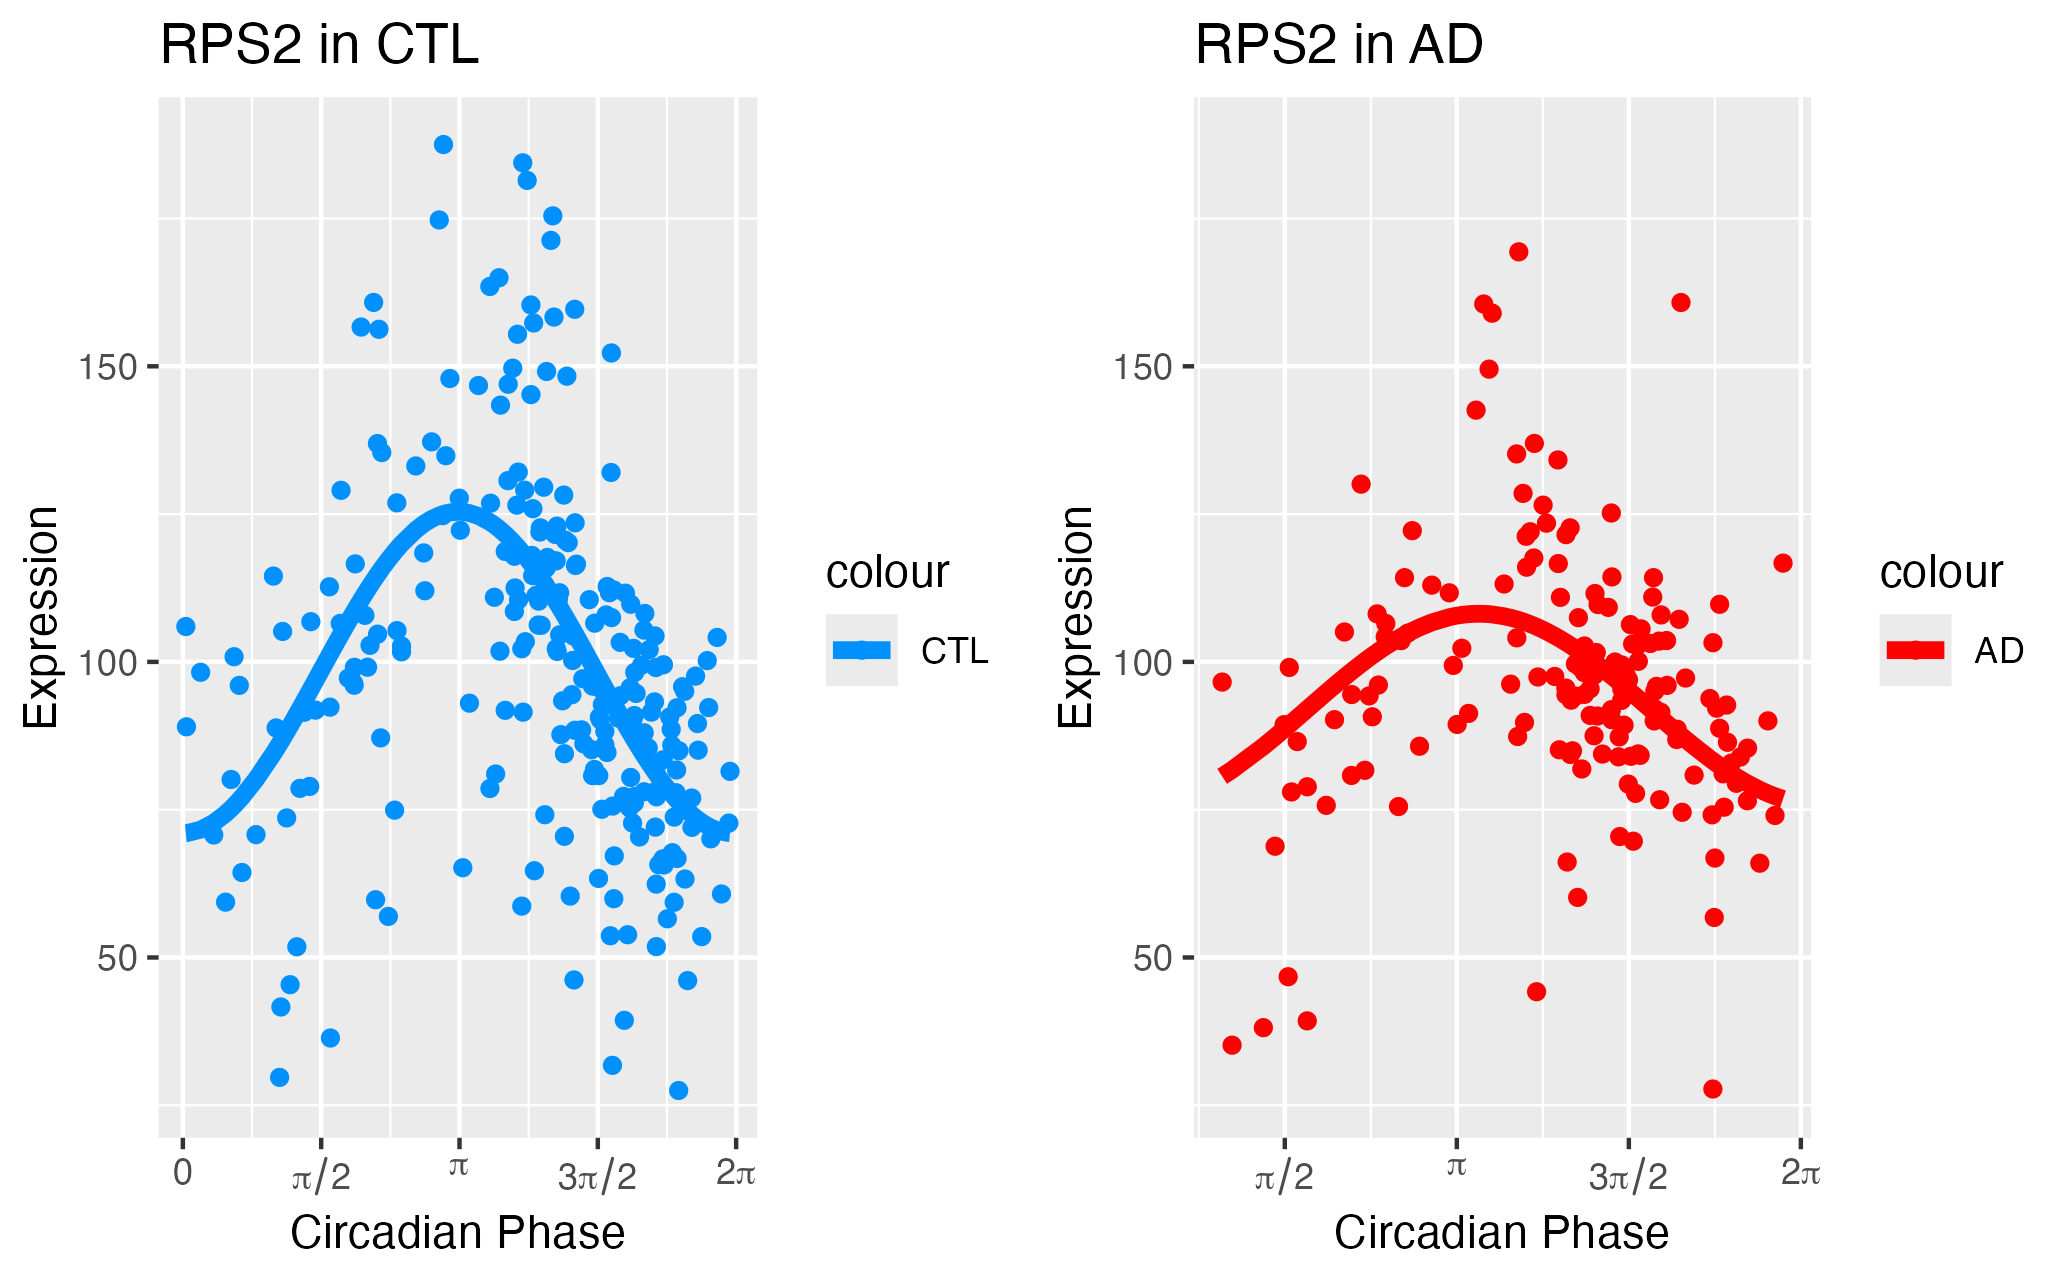 RPS2 in CTL
Expression
150
100
50
0 π/2 π 3π/2 2π
Circadian Phase
colour
CTL
RPS2 in AD
Expression
150
100
50
π/2 π 3π/2 2π
Circadian Phase
colour
AD